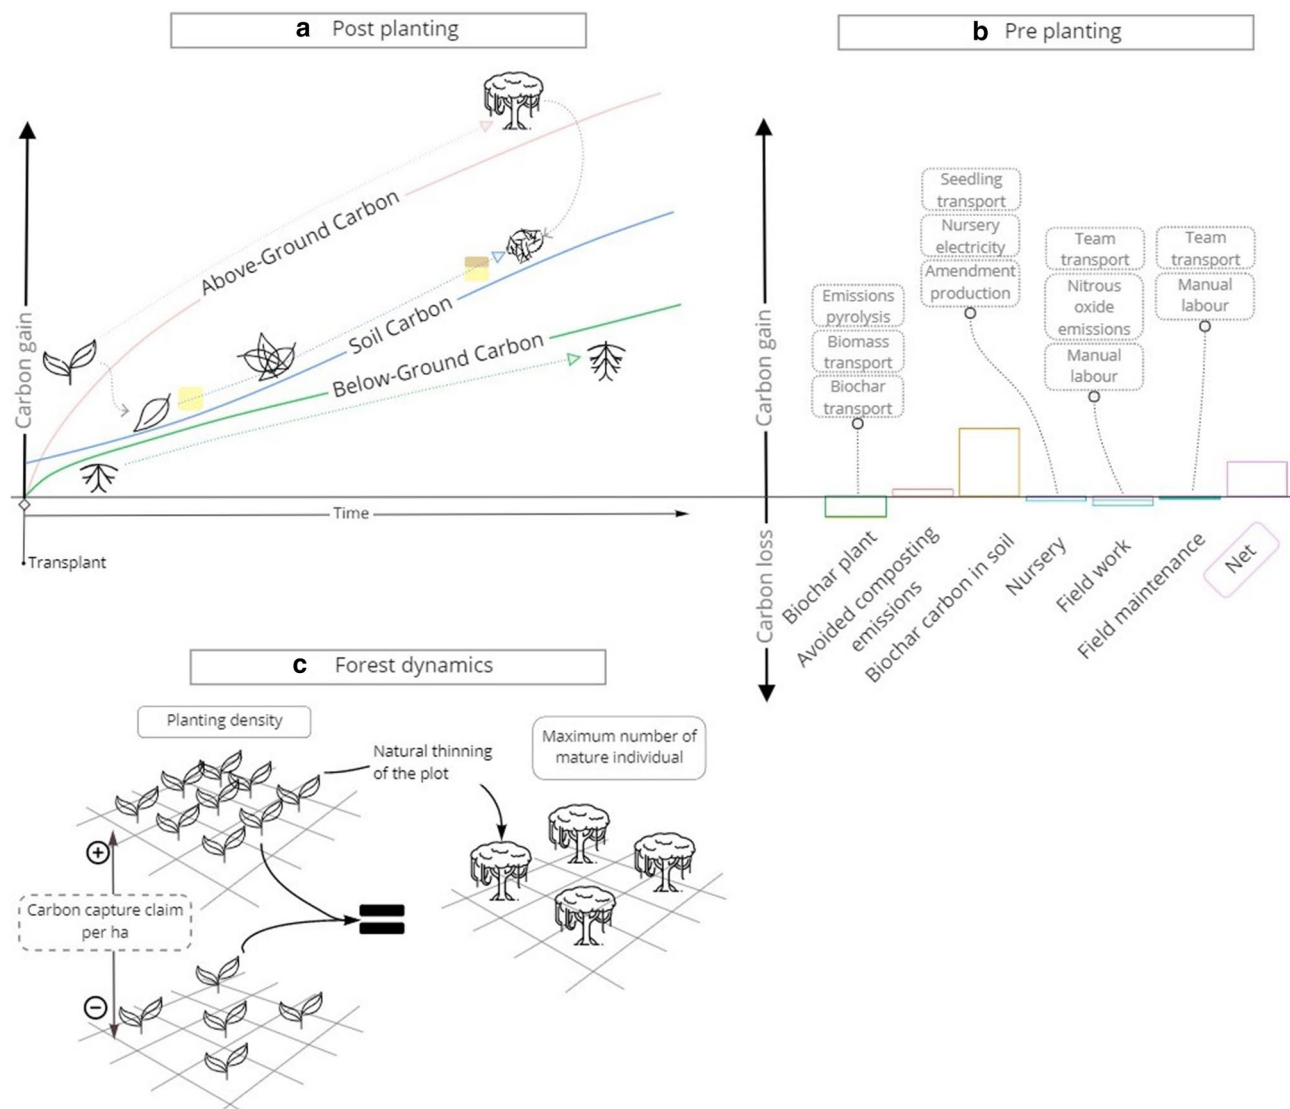 a Post planting
Carbon gain
Above-Ground Carbon
Soil Carbon
Below-Ground Carbon
Time
Transplant
b Pre planting
Carbon gain
Carbon loss
Emissions
pyrolysis
Biomass
transport
Biochar
transport
Seedling
transport
Nursery
electricity
Amendment
production
Team
transport
Nitrous
oxide
emissions
Manual
labour
Team
transport
Manual
labour
Biochar plant
Avoided composting
emissions
Biochar carbon in soil
Nursery
Field work
Field maintenance
Net
c Forest dynamics
Planting density
Natural thinning
of the plot
Maximum number of
mature individual
+
Carbon capture claim
per ha
−